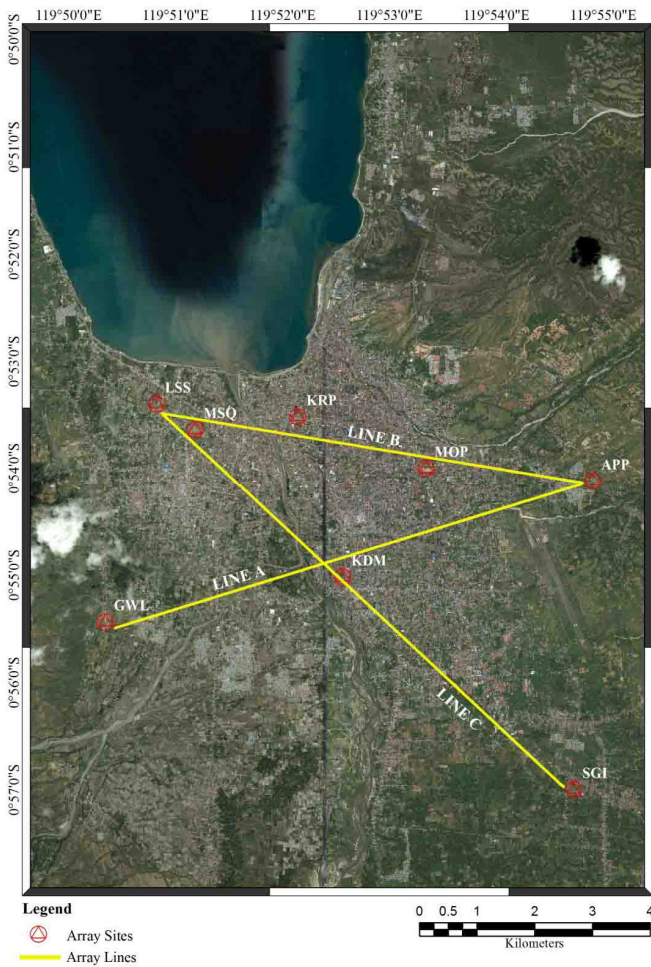 119°50'0"E 119°51'0"E 119°52'0"E 119°53'0"E 119°54'0"E 119°55'0"E
0°50'0"S
0°51'0"S
0°52'0"S
0°53'0"S
0°54'0"S
0°55'0"S
0°56'0"S
0°57'0"S
LSS
MSQ
KRP
LINE B
MOP
APP
KDM
LINE A
GWL
LINE C
SGI
Legend
Array Sites
Array Lines
0 0.5 1 2 3 4
Kilometers